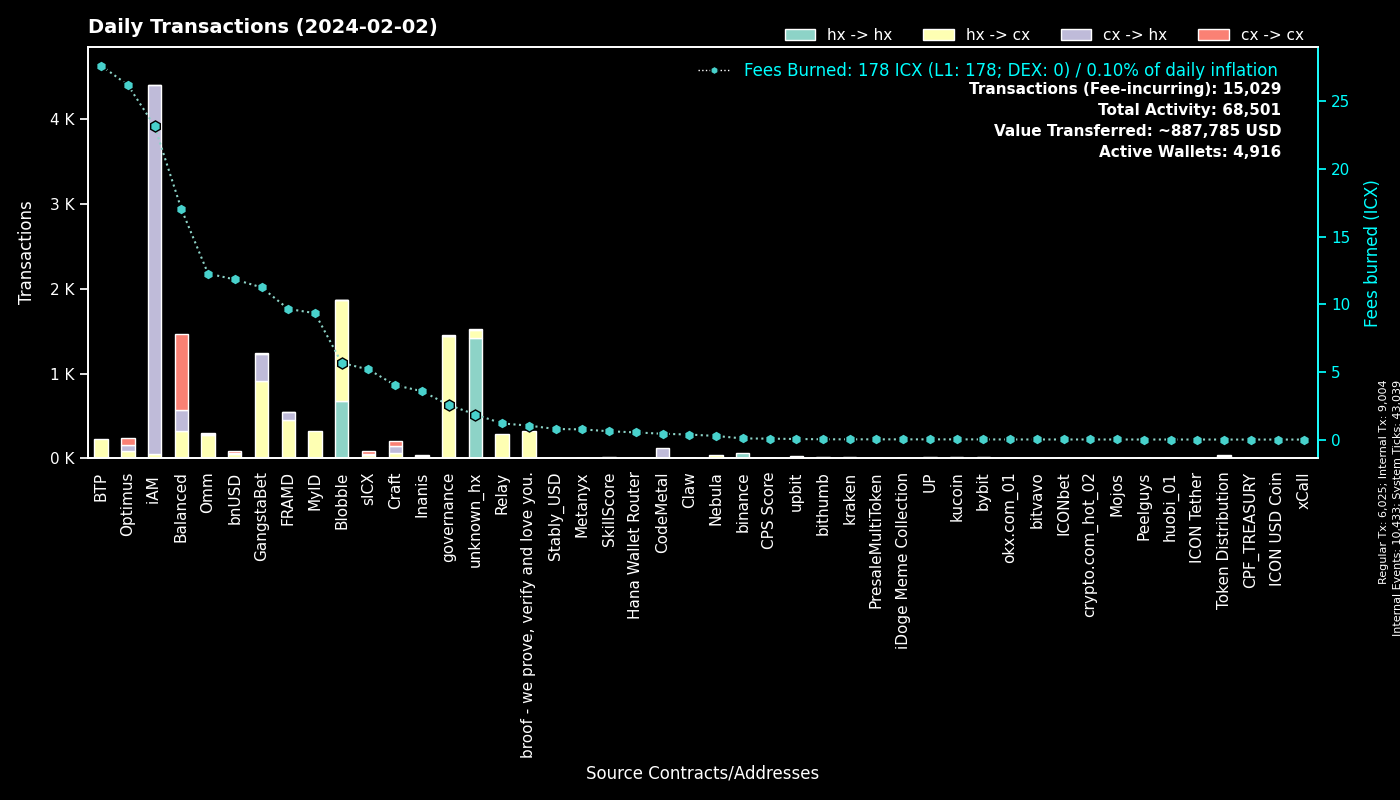 Daily Transactions (2024-02-02)
hx -> hx
hx -> cx
cx -> hx
cx -> cx
Fees Burned: 178 ICX (L1: 178; DEX: 0) / 0.10% of daily inflation
Transactions (Fee-incurring): 15,029
Total Activity: 68,501
Value Transferred: ~887,785 USD
Active Wallets: 4,916
Transactions
4 K
3 K
2 K
1 K
0 K
25
20
15
10
5
0
Fees burned (ICX)
Regular Tx: 6,025, Internal Tx: 9,004
Internal Events: 10,433, System Ticks: 43,039
BTP
Optimus
iAM
Balanced
Omm
bnUSD
GangstaBet
FRAMD
MyID
Blobble
sICX
Craft
Inanis
governance
unknown_hx
Relay
broof - we prove, verify and love you.
Stably_USD
Metanyx
SkillScore
Hana Wallet Router
CodeMetal
Claw
Nebula
binance
CPS Score
upbit
bithumb
kraken
PresaleMultiToken
iDoge Meme Collection
UP
kucoin
bybit
okx.com_01
bitvavo
ICONbet
crypto.com_hot_02
Mojos
Peelguys
huobi_01
ICON Tether
Token Distribution
CPF_TREASURY
ICON USD Coin
xCall
Source Contracts/Addresses